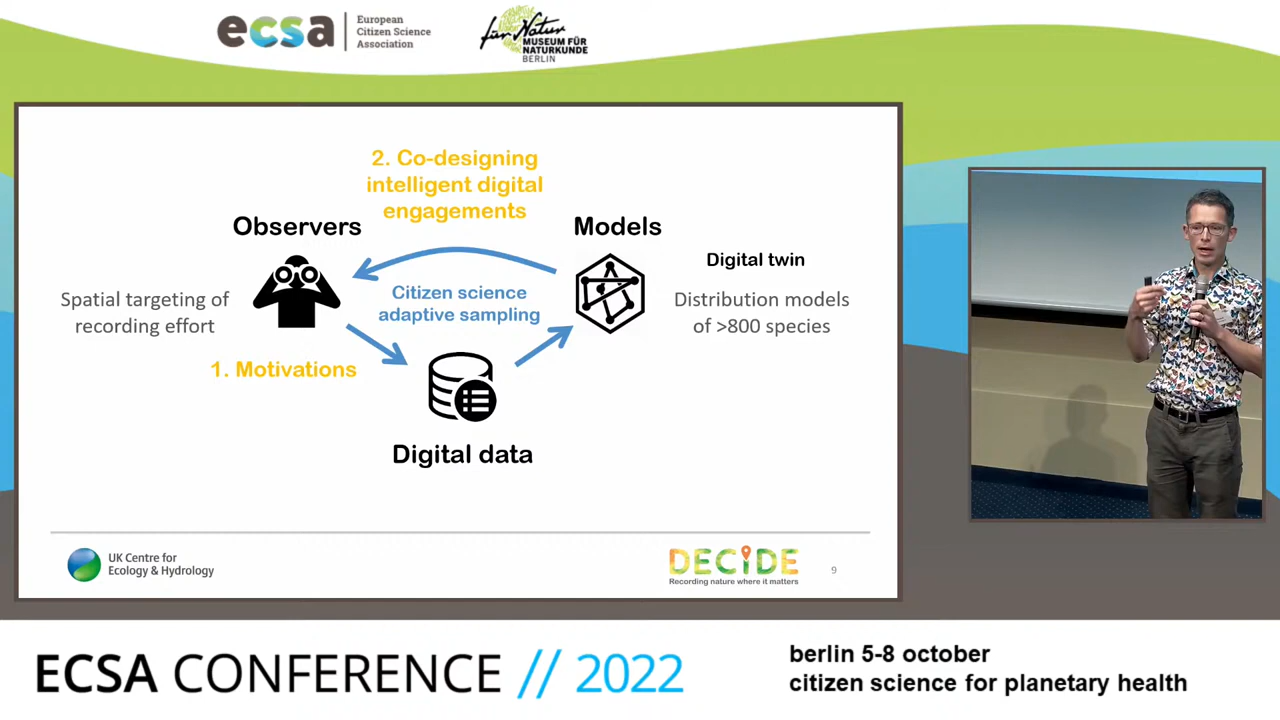 ecsa
European
Citizen Science
Association
für Natur
MUSEUM FÜR
NATURKUNDE
BERLIN
2. Co-designing
intelligent digital
engagements
Observers
Models
Digital twin
Citizen science
adaptive sampling
Spatial targeting of
recording effort
Distribution models
of >800 species
1. Motivations
Digital data
UK Centre for
Ecology & Hydrology
DECIDE
Recording nature where it matters
9
ECSA CONFERENCE // 2022
berlin 5-8 october
citizen science for planetary health